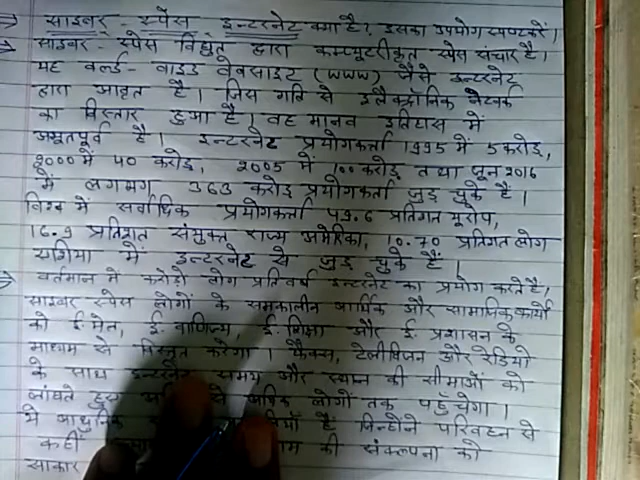 → साइबर - स्पेस इन्टरनेट क्या है?, इसका उपयोग स्पष्ट करें।
→ साइबर - स्पेस विद्युत द्वारा कम्प्यूटरीकृत स्पेस संचार है।
यह वर्ल्ड - वाइड वेबसाइट (WWW) जैसे इन्टरनेट
द्वारा आवृत है। जिस गति से इलेक्ट्रॉनिक नेटवर्क
का विस्तार हुआ है। वह मानव इतिहास में
अभूतपूर्व है। इन्टरनेट प्रयोगकर्ता 1995 में 5 करोड़,
2000 में 40 करोड़, 2005 में 100 करोड़ तथा जून 2016
में लगभग 363 करोड़ प्रयोगकर्ता जुड़ चुके हैं।
विश्व में सर्वाधिक प्रयोगकर्ता 49.6 प्रतिशत यूरोप,
16.9 प्रतिशत संयुक्त राज्य अमेरिका, 10.70 प्रतिशत लोग
एशिया में इन्टरनेट से जुड़ चुके हैं।
→ वर्तमान में करोड़ों लोग प्रतिवर्ष इन्टरनेट का प्रयोग करते हैं,
साइबर स्पेस लोगों के समकालीन आर्थिक और सामाजिक कार्यों
को ई. मेल, ई. वाणिज्य, ई. शिक्षा और ई. प्रशासन के
माध्यम से विस्तृत करेगा। फैक्स, टेलीविजन और रेडियो
के साथ इन्टरनेट समय और स्थान की सीमाओं को
लांघते हुए से अधिक लोगों तक पहुँचेगा।
ये आधुनिक हैं जिन्होंने परिवहन से
कहीं की संकल्पना को
साकार